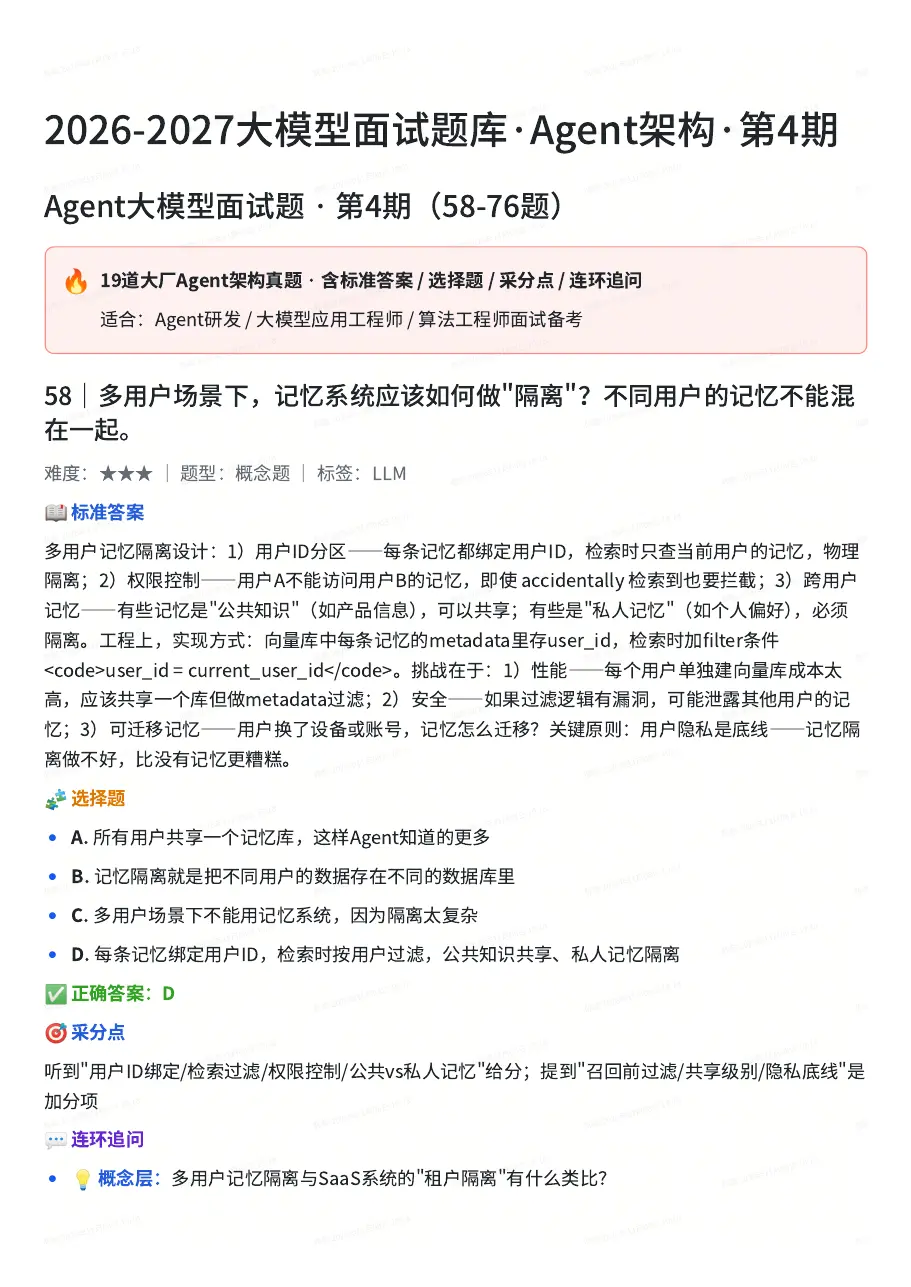 2026-2027大模型面试题库·Agent架构·第4期
Agent大模型面试题 · 第4期（58-76题）
🔥 19道大厂Agent架构真题 · 含标准答案 / 选择题 / 采分点 / 连环追问
适合：Agent研发 / 大模型应用工程师 / 算法工程师面试备考
58｜多用户场景下，记忆系统应该如何做"隔离"？不同用户的记忆不能混
在一起。
难度：★★★ ｜ 题型：概念题 ｜ 标签：LLM
📖 标准答案
多用户记忆隔离设计：1）用户ID分区——每条记忆都绑定用户ID，检索时只查当前用户的记忆，物理
隔离；2）权限控制——用户A不能访问用户B的记忆，即使 accidentally 检索到也要拦截；3）跨用户
记忆——有些记忆是"公共知识"（如产品信息），可以共享；有些是"私人记忆"（如个人偏好），必须
隔离。工程上，实现方式：向量库中每条记忆的metadata里存user_id，检索时加filter条件
<code>user_id = current_user_id</code>。挑战在于：1）性能——每个用户单独建向量库成本太
高，应该共享一个库但做metadata过滤；2）安全——如果过滤逻辑有漏洞，可能泄露其他用户的记
忆；3）可迁移记忆——用户换了设备或账号，记忆怎么迁移？关键原则：用户隐私是底线——记忆隔
离做不好，比没有记忆更糟糕。
🧩 选择题
• A. 所有用户共享一个记忆库，这样Agent知道的更多
• B. 记忆隔离就是把不同用户的数据存在不同的数据库里
• C. 多用户场景下不能用记忆系统，因为隔离太复杂
• D. 每条记忆绑定用户ID，检索时按用户过滤，公共知识共享、私人记忆隔离
✅ 正确答案：D
🎯 采分点
听到"用户ID绑定/检索过滤/权限控制/公共vs私人记忆"给分；提到"召回前过滤/共享级别/隐私底线"是
加分项
💬 连环追问
• 💡 概念层：多用户记忆隔离与SaaS系统的"租户隔离"有什么类比？